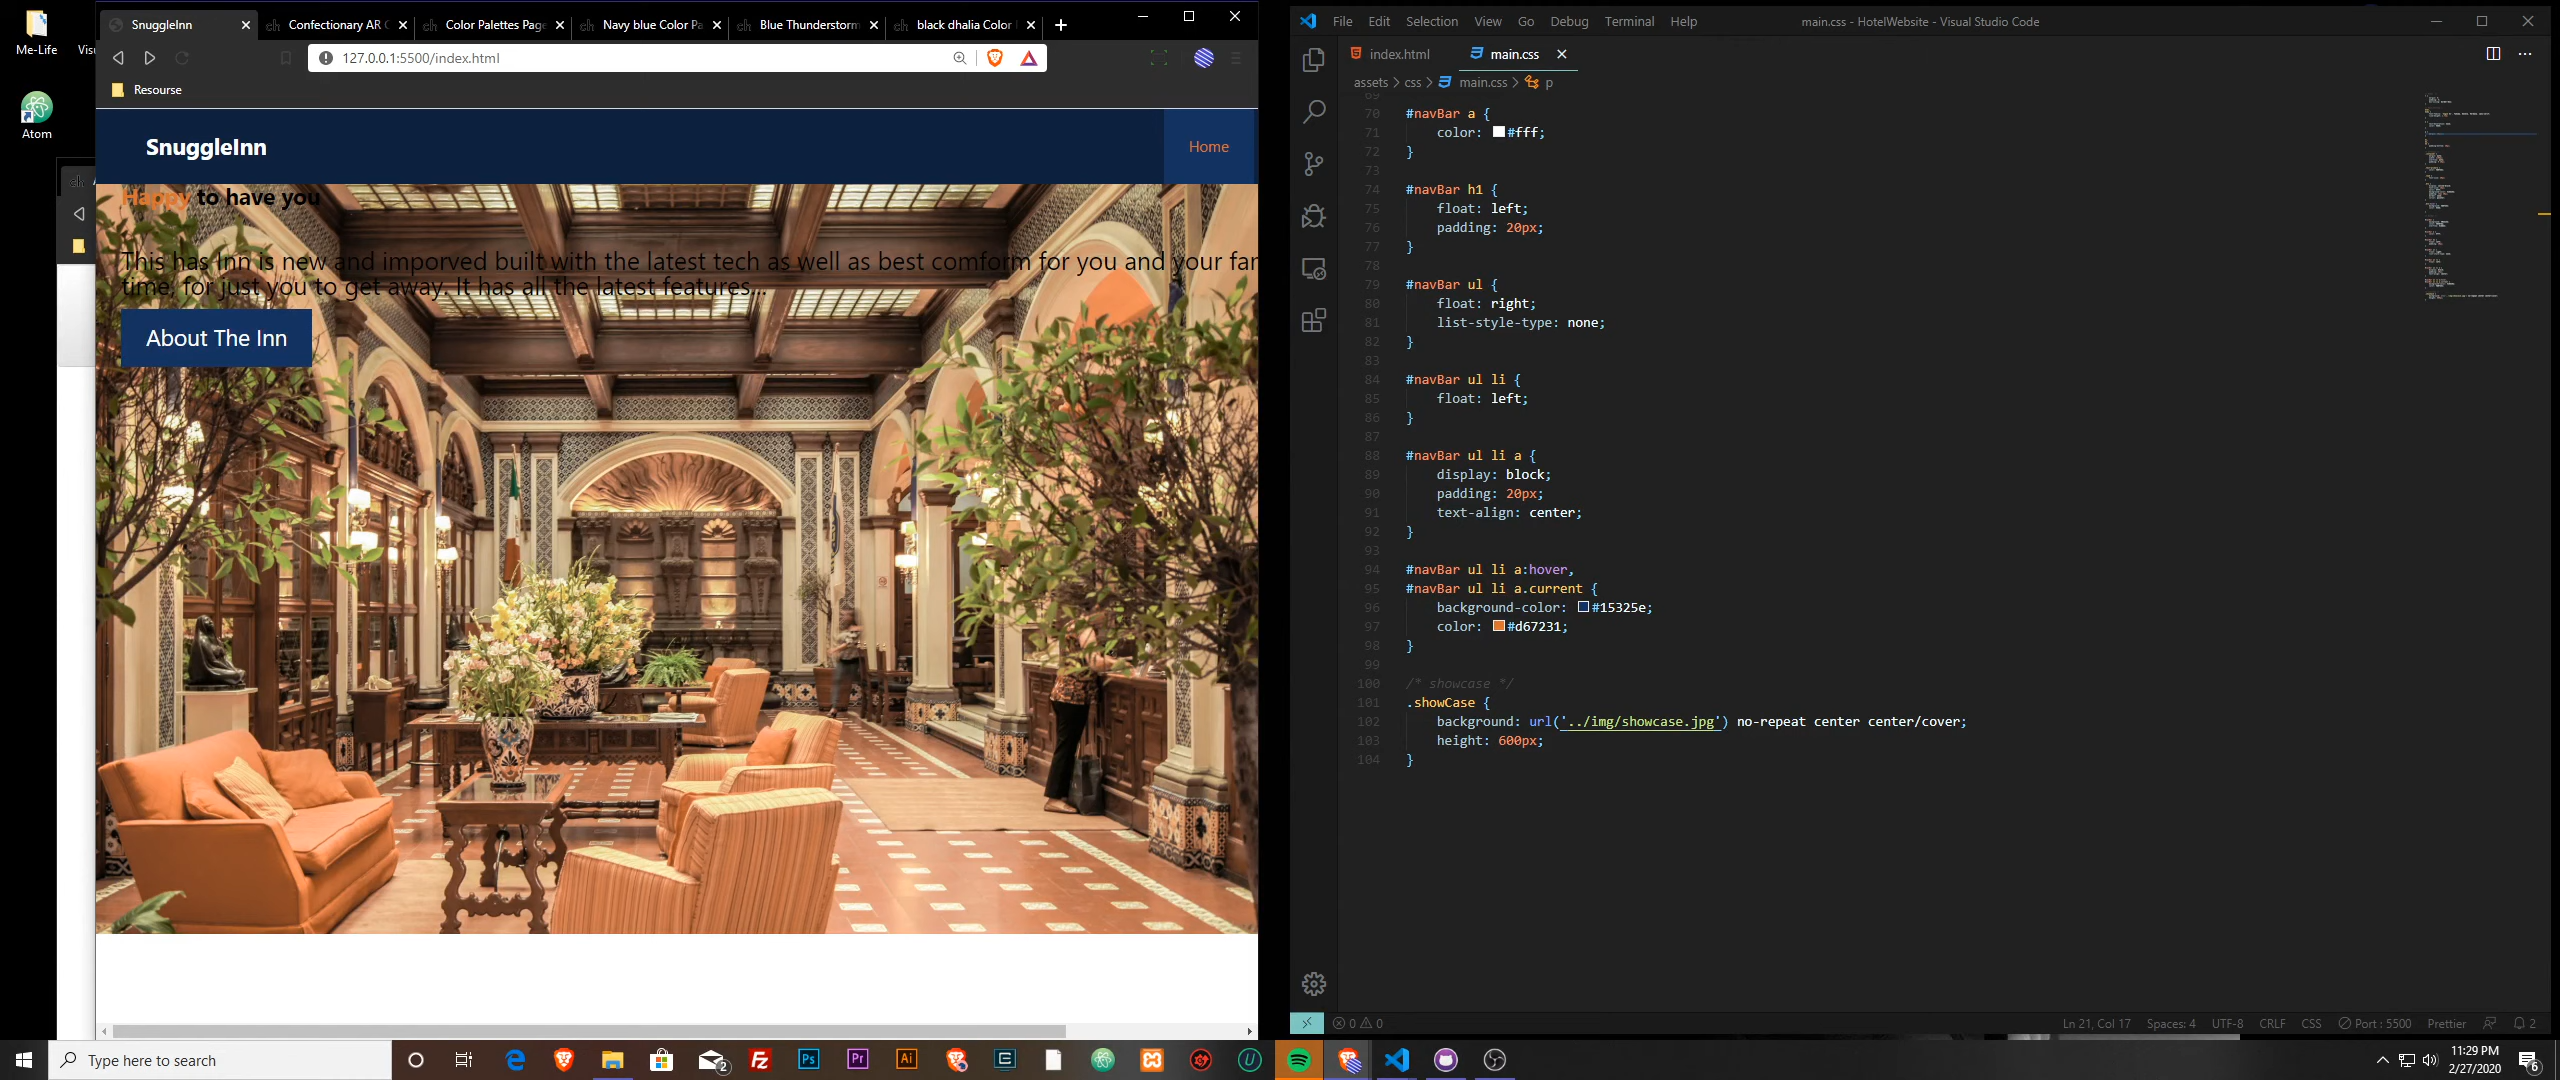 Me-Life
Atom
SnuggleInn
Confectionary AR C
Color Palettes Page
Navy blue Color Pa
Blue Thunderstorm
black dhalia Color
127.0.0.1:5500/index.html
Resourse
SnuggleInn
Home
Happy to have you
This has Inn is new and imporved built with the latest tech as well as best comform for you and your far
time, for just you to get away. It has all the latest features...
About The Inn
File Edit Selection View Go Debug Terminal Help
main.css - HotelWebsite - Visual Studio Code
index.html
main.css
assets > css > main.css > p
69
70 #navBar a {
71 color: #fff;
72 }
73
74 #navBar h1 {
75 float: left;
76 padding: 20px;
77 }
78
79 #navBar ul {
80 float: right;
81 list-style-type: none;
82 }
83
84 #navBar ul li {
85 float: left;
86 }
87
88 #navBar ul li a {
89 display: block;
90 padding: 20px;
91 text-align: center;
92 }
93
94 #navBar ul li a:hover,
95 #navBar ul li a.current {
96 background-color: #15325e;
97 color: #d67231;
98 }
99
100 /* showcase */
101 .showCase {
102 background: url('../img/showcase.jpg') no-repeat center center/cover;
103 height: 600px;
104 }
0 0
Ln 21, Col 17 Spaces: 4 UTF-8 CRLF CSS Port : 5500 Prettier 2
Type here to search
11:29 PM
2/27/2020